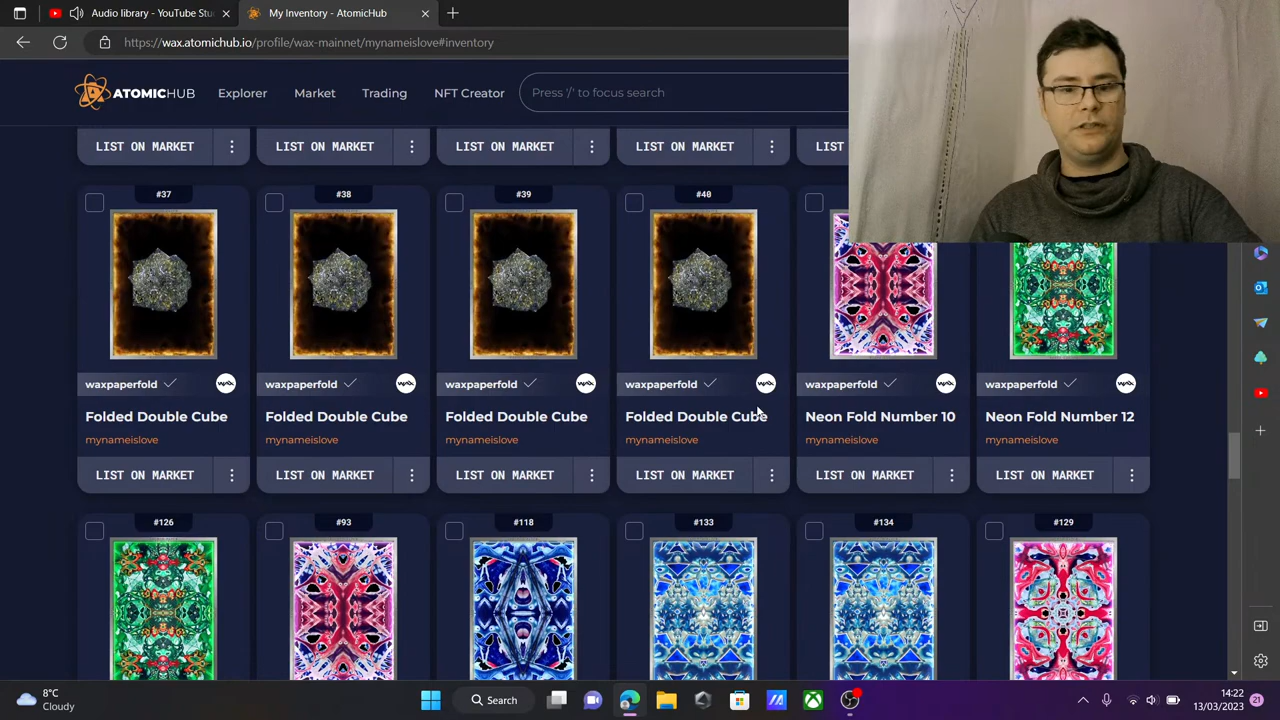 Audio library - YouTube Stu
My Inventory - AtomicHub
https://wax.atomichub.io/profile/wax-mainnet/mynameislove#inventory
ATOMICHUB
Explorer
Market
Trading
NFT Creator
Press '/' to focus search
LIST ON MARKET
LIST ON MARKET
LIST ON MARKET
LIST ON MARKET
LIST
#37
#38
#39
#40
waxpaperfold
waxpaperfold
waxpaperfold
waxpaperfold
waxpaperfold
waxpaperfold
Folded Double Cube
Folded Double Cube
Folded Double Cube
Folded Double Cube
Neon Fold Number 10
Neon Fold Number 12
mynameislove
mynameislove
mynameislove
mynameislove
mynameislove
mynameislove
LIST ON MARKET
LIST ON MARKET
LIST ON MARKET
LIST ON MARKET
LIST ON MARKET
LIST ON MARKET
#126
#93
#118
#133
#134
#129
8°C
Cloudy
Search
14:22
13/03/2023
21